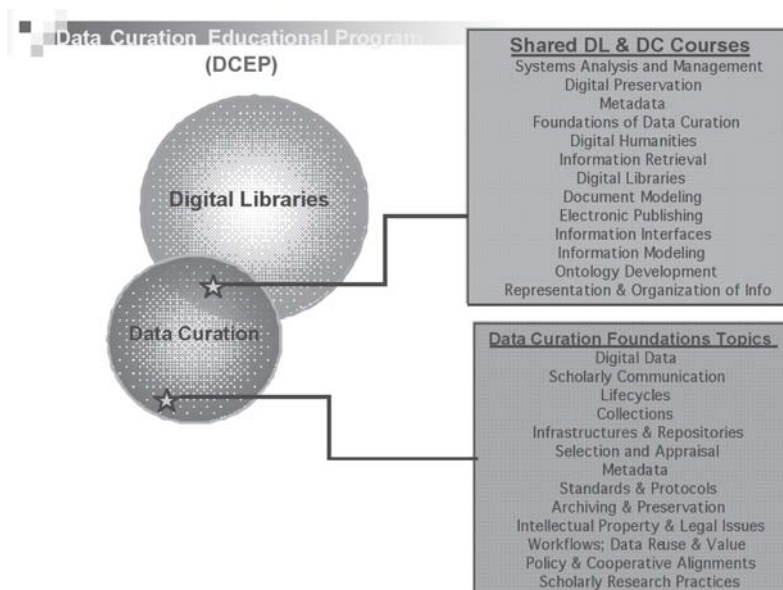 Data Curation Educational Program
(DCEP)
Digital Libraries
Data Curation
Shared DL & DC Courses
Systems Analysis and Management
Digital Preservation
Metadata
Foundations of Data Curation
Digital Humanities
Information Retrieval
Digital Libraries
Document Modeling
Electronic Publishing
Information Interfaces
Information Modeling
Ontology Development
Representation & Organization of Info
Data Curation Foundations Topics
Digital Data
Scholarly Communication
Lifecycles
Collections
Infrastructures & Repositories
Selection and Appraisal
Metadata
Standards & Protocols
Archiving & Preservation
Intellectual Property & Legal Issues
Workflows; Data Reuse & Value
Policy & Cooperative Alignments
Scholarly Research Practices